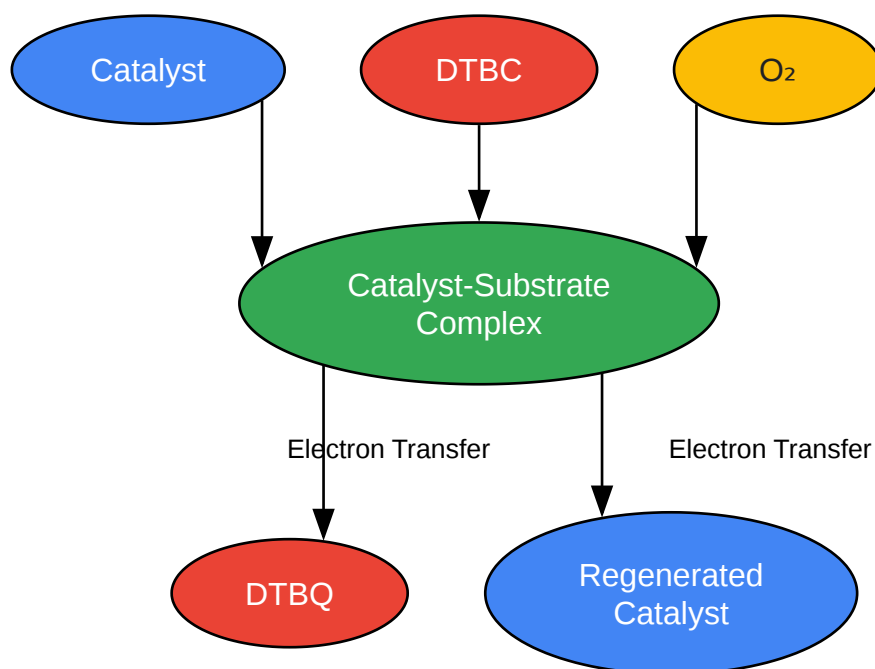 Catalyst
DTBC
O₂
Catalyst-Substrate
Complex
Electron Transfer
Electron Transfer
DTBQ
Regenerated
Catalyst